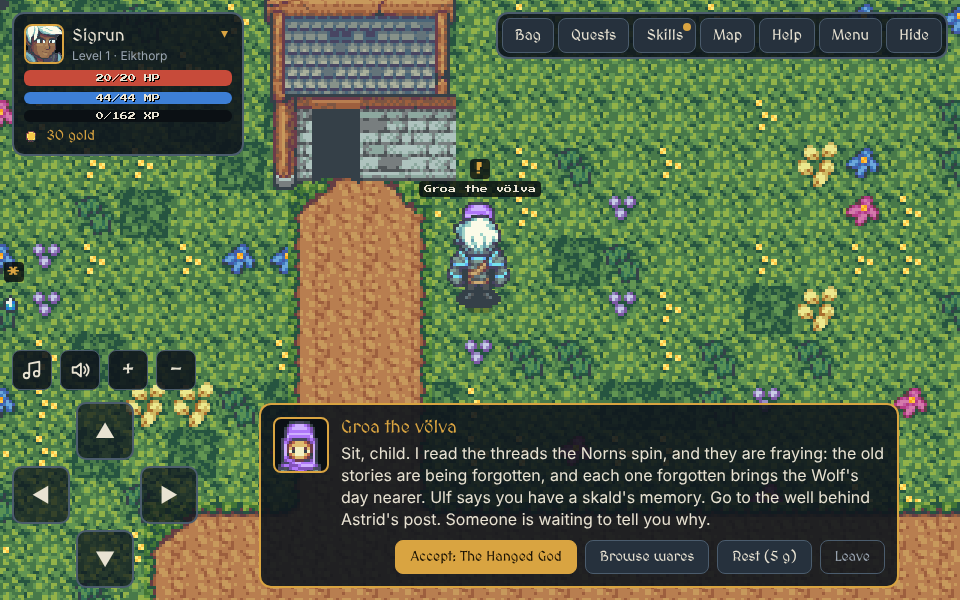 Sigrun
Level 1 · Eikthorp
20/20 HP
44/44 MP
0/162 XP
30 gold
Bag
Quests
Skills
Map
Help
Menu
Hide
!
Groa the völva
+
-
Groa the völva
Sit, child. I read the threads the Norns spin, and they are fraying: the old
stories are being forgotten, and each one forgotten brings the Wolf's
day nearer. Ulf says you have a skald's memory. Go to the well behind
Astrid's post. Someone is waiting to tell you why.
Accept: The Hanged God
Browse wares
Rest (5 g)
Leave